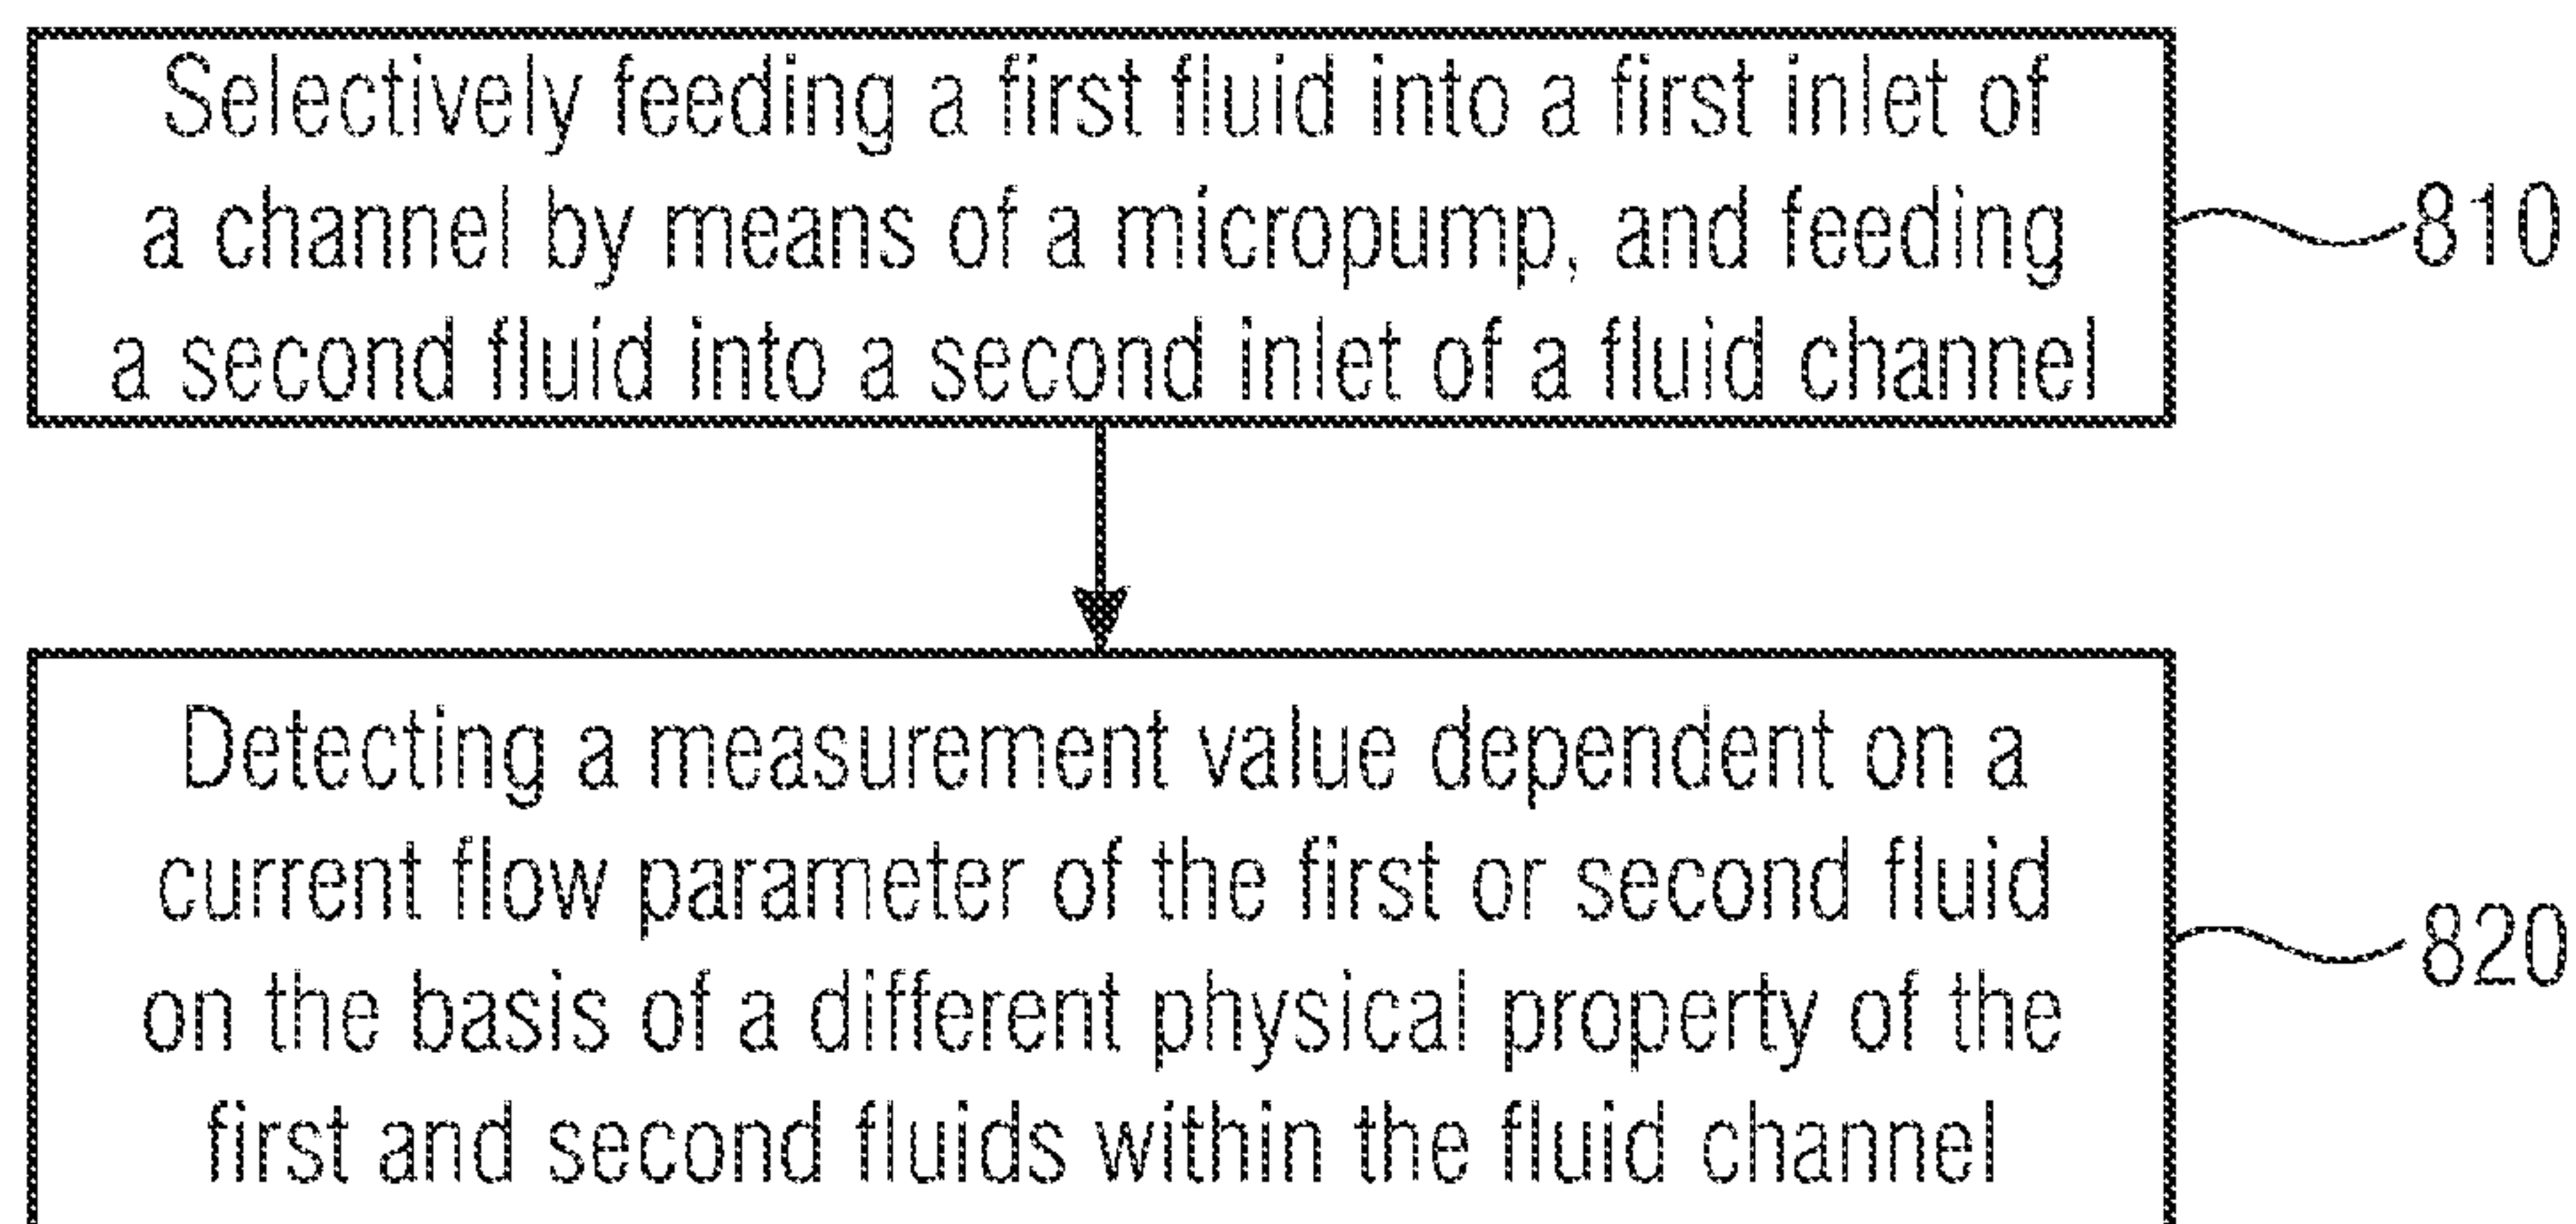 Selectively feeding a first fluid into a first inlet of
a channel by means of a micropump, and feeding
a second fluid into a second inlet of a fluid channel
810
Detecting a measurement value dependent on a
current flow parameter of the first or second fluid
on the basis of a different physical property of the
first and second fluids within the fluid channel
820